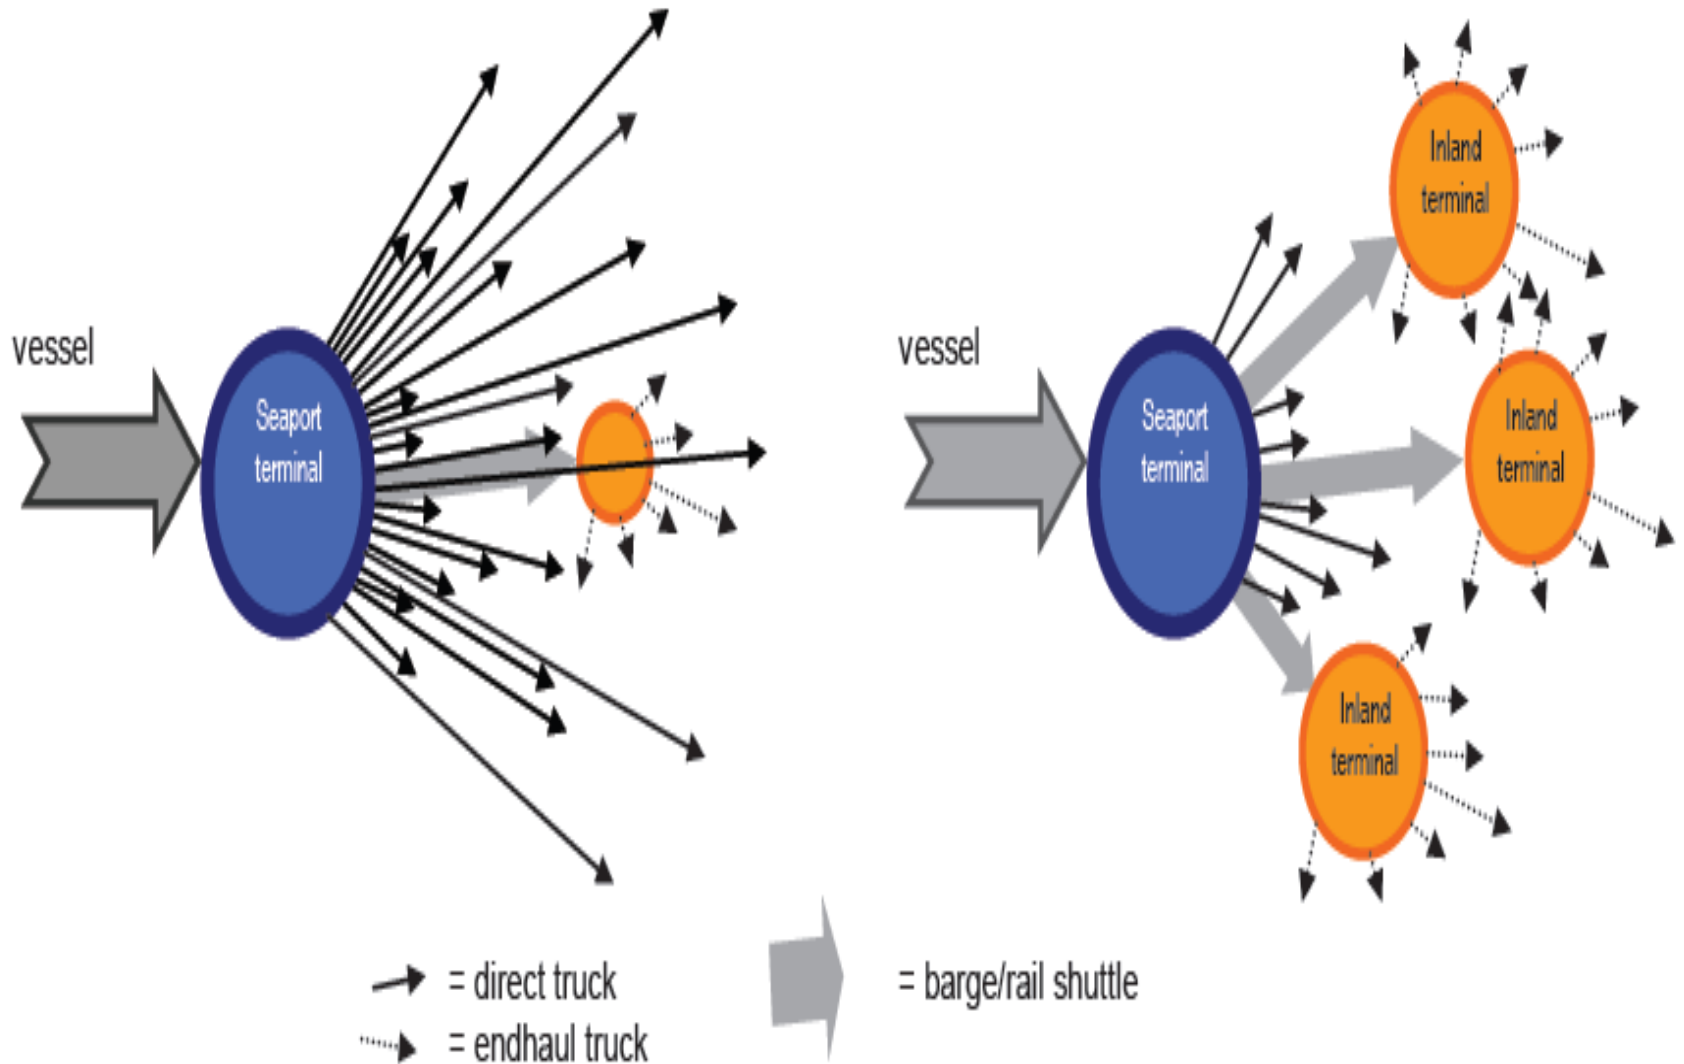 vessel
Seaport
terminal
vessel
Seaport
terminal
Inland
terminal
Inland
terminal
Inland
terminal
= direct truck
= endhaul truck
= barge/rail shuttle